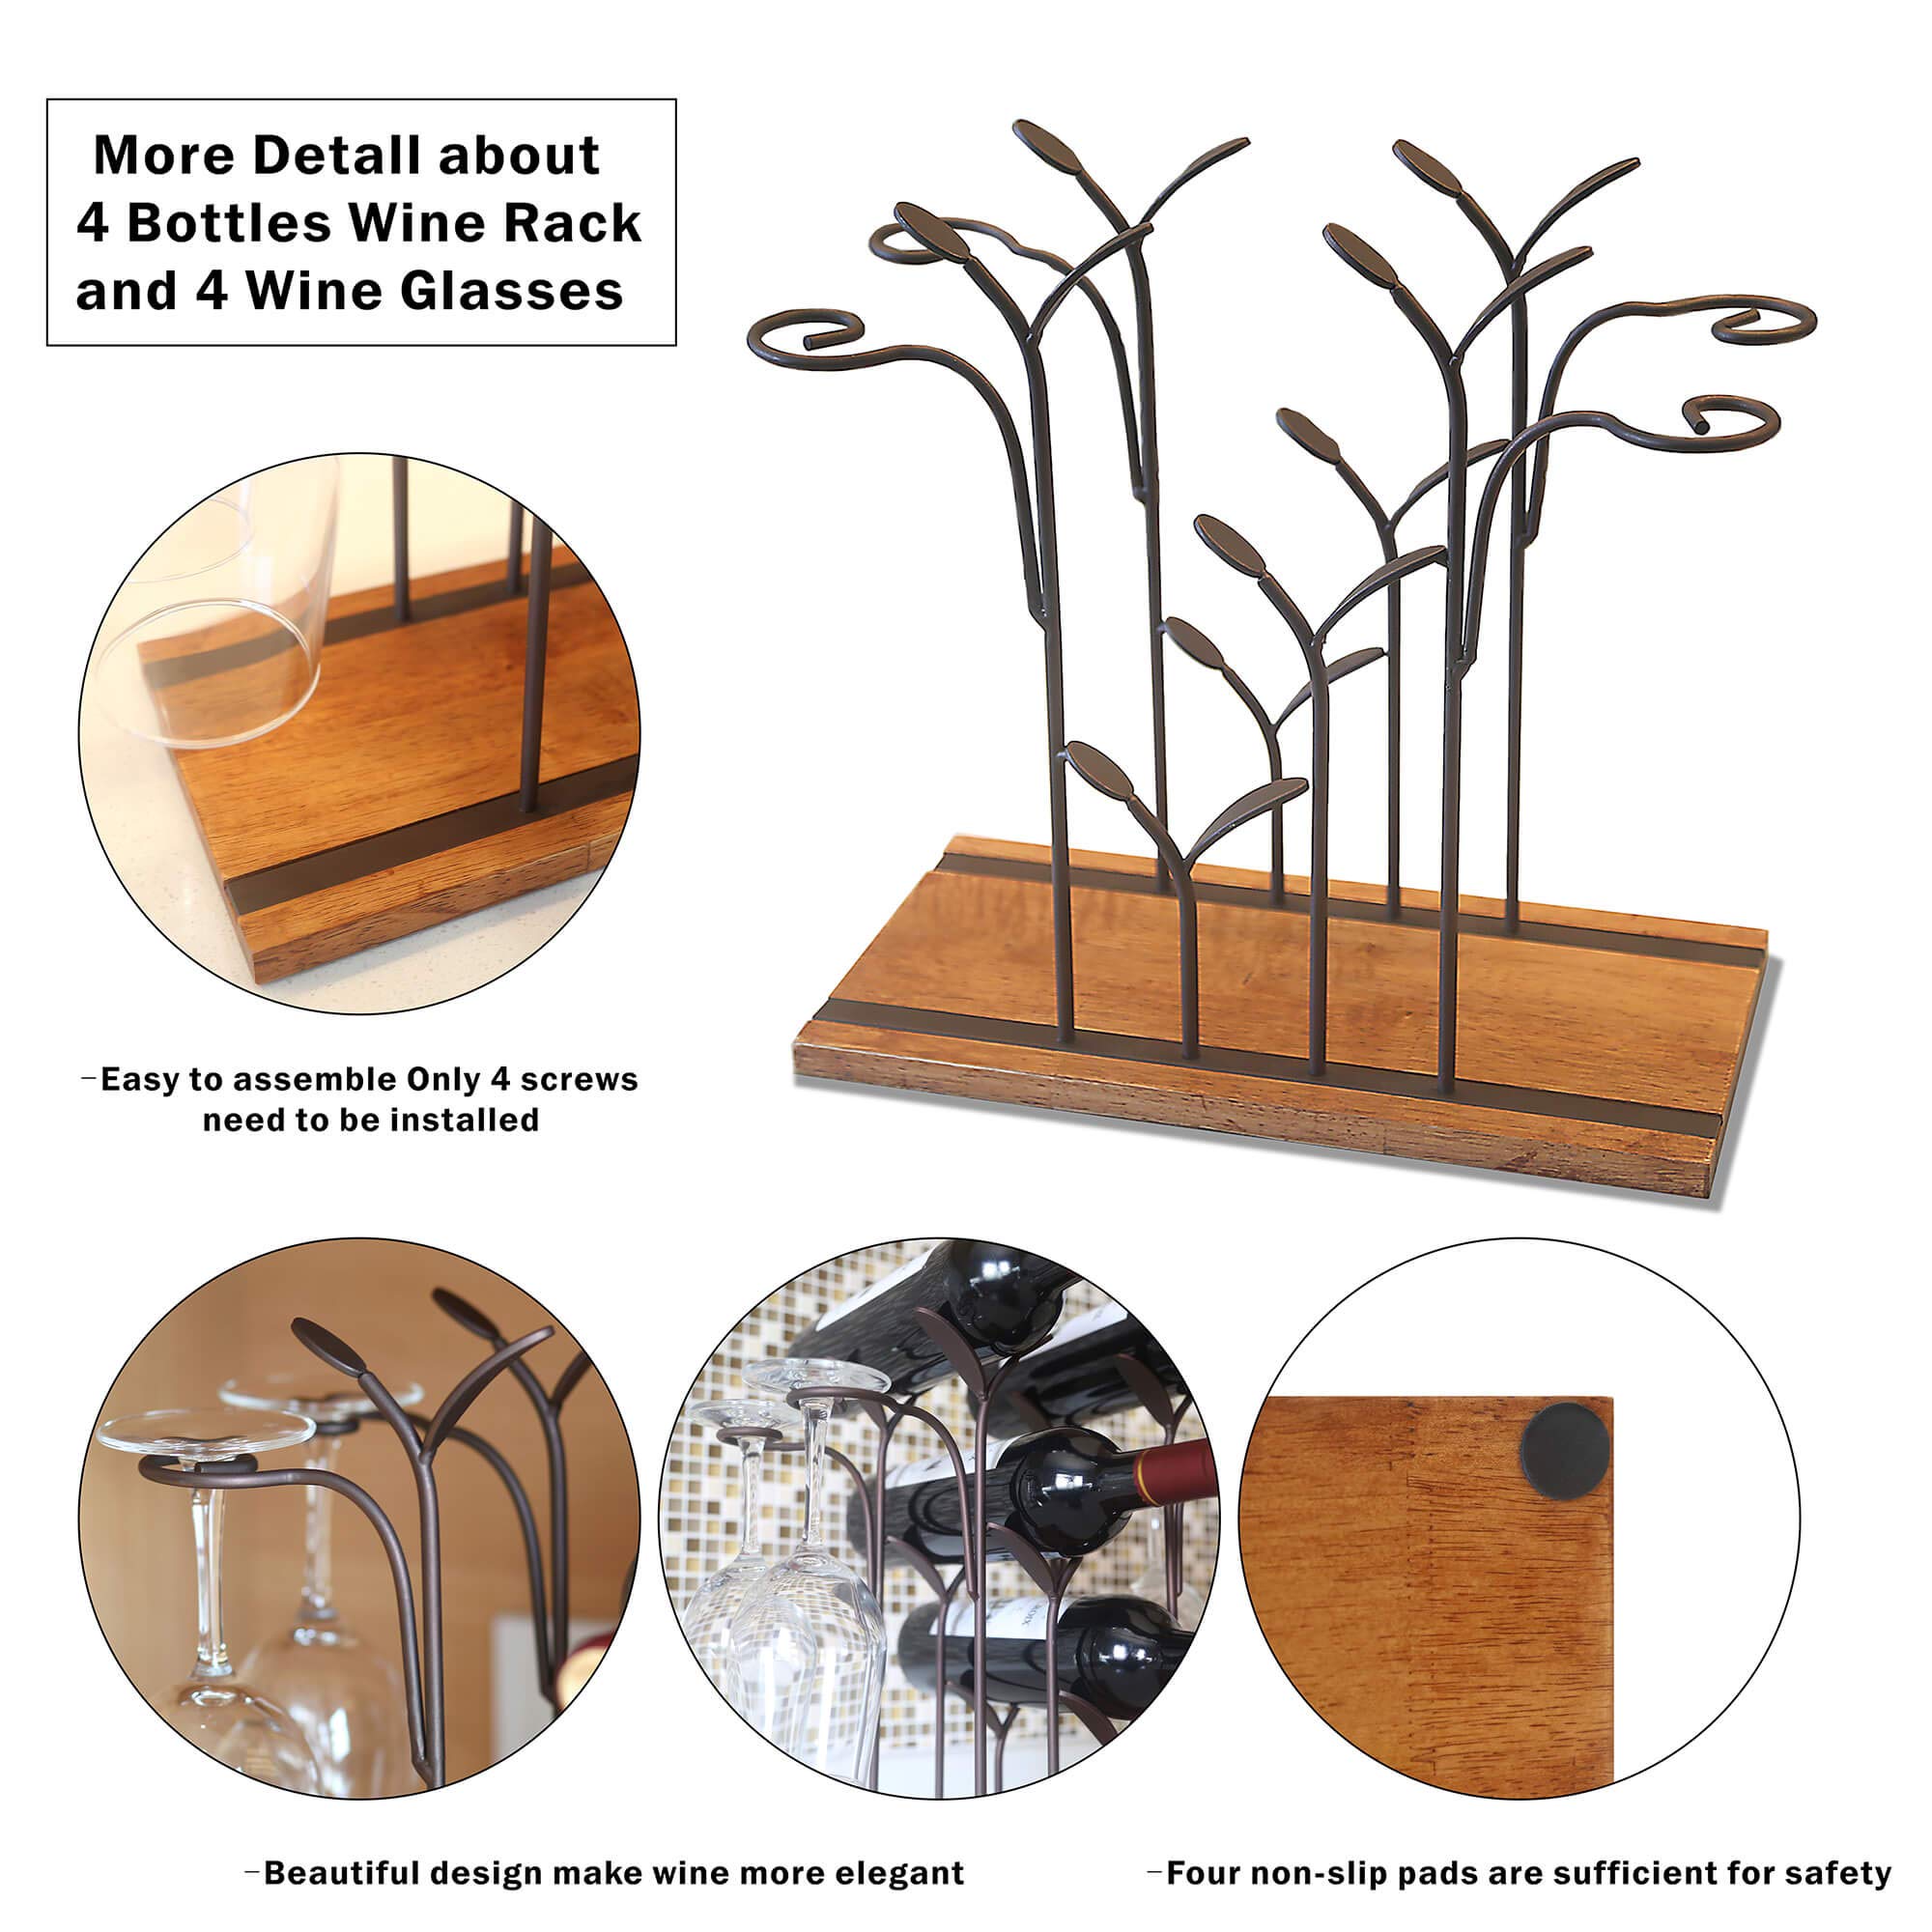 More Detall about
4 Bottles Wine Rack
and 4 Wine Glasses
-Easy to assemble Only 4 screws
need to be installed
-Beautiful design make wine more elegant
-Four non-slip pads are sufficient for safety